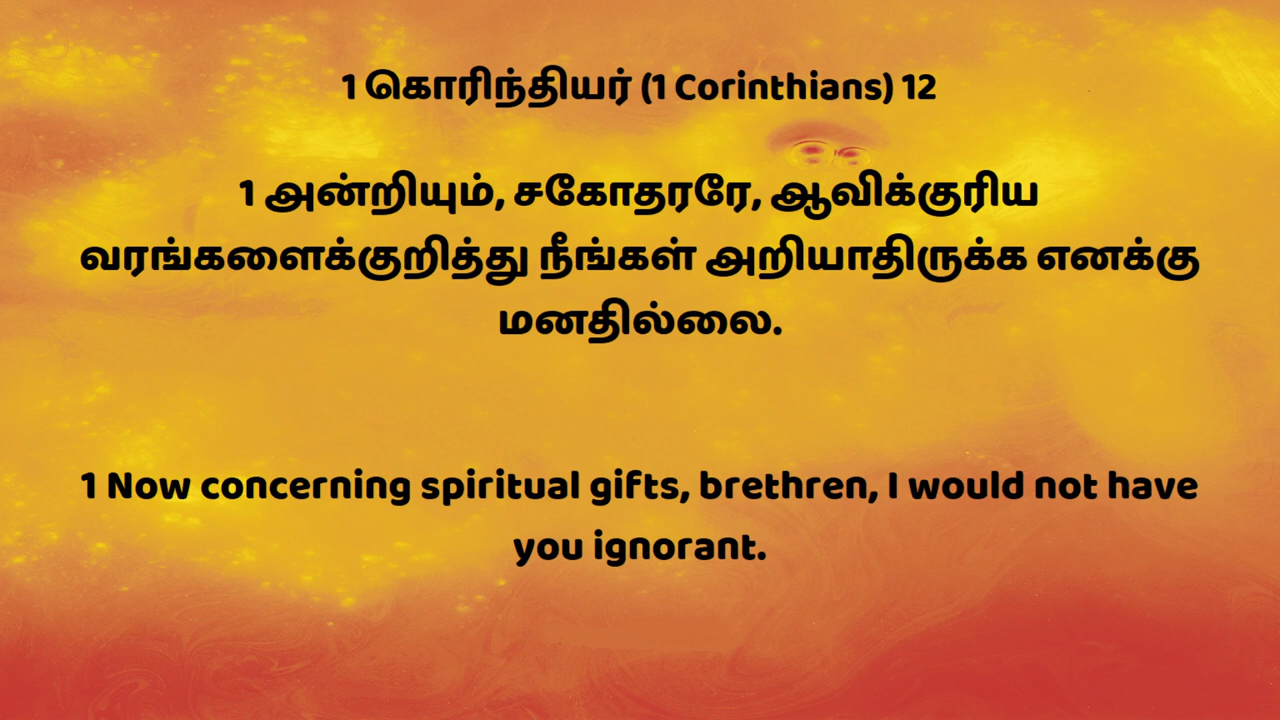 1 கொரிந்தியர் (1 Corinthians) 12
1 அன்றியும், சகோதரரே, ஆவிக்குரிய
வரங்களைக்குறித்து நீங்கள் அறியாதிருக்க எனக்கு
மனதில்லை.
1 Now concerning spiritual gifts, brethren, I would not have
you ignorant.